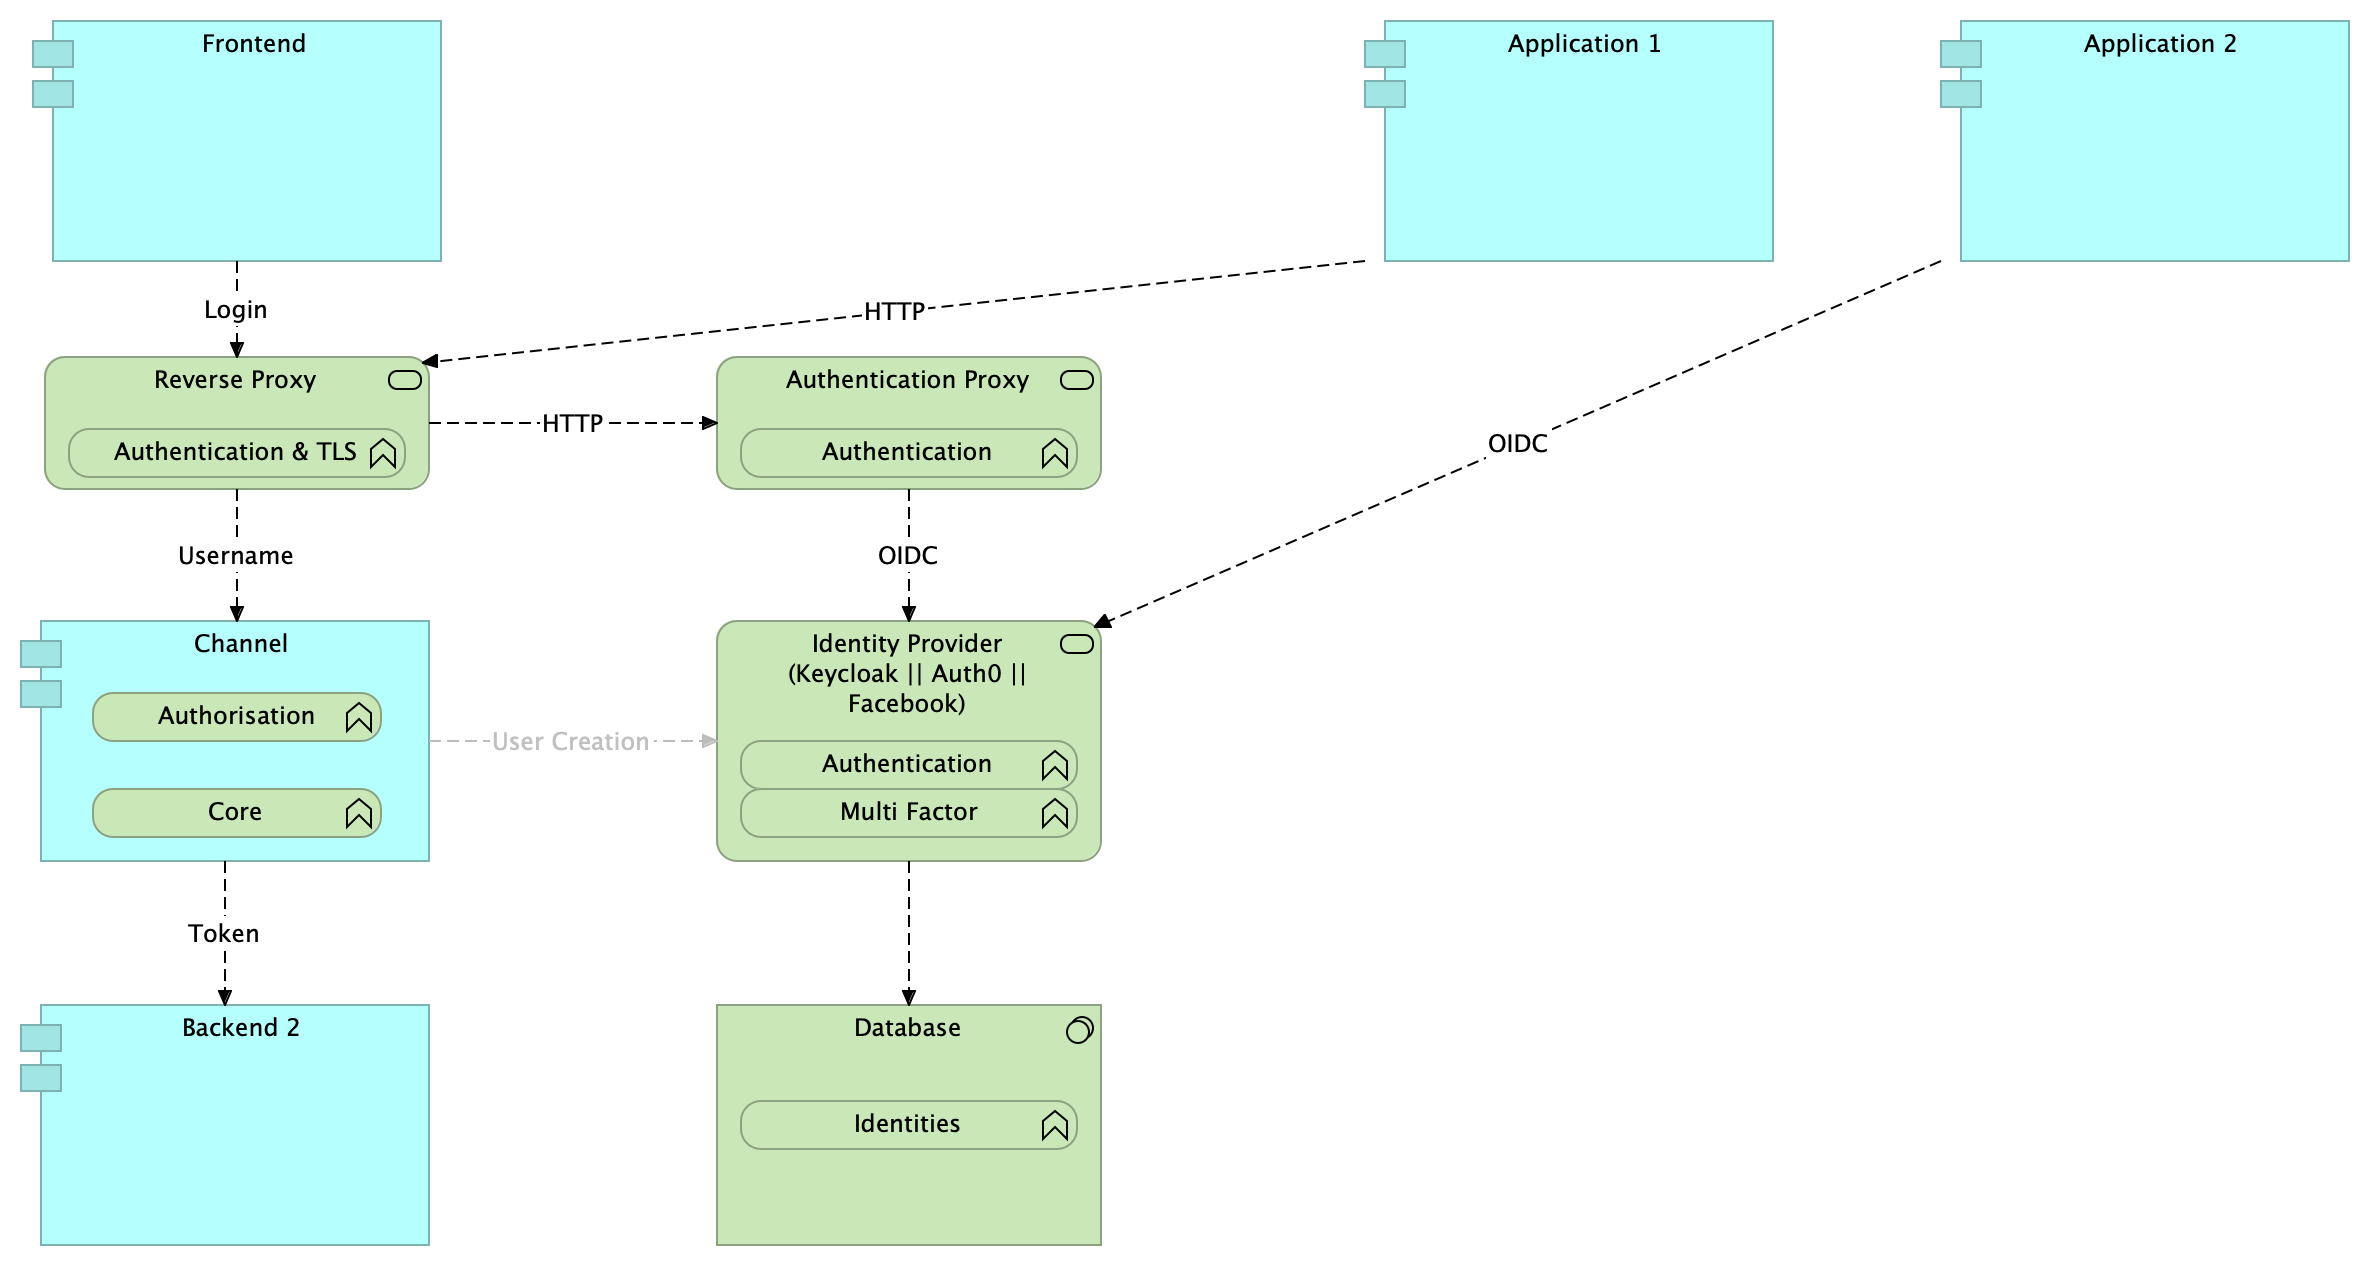 Frontend
Application 1
Application 2
Login
HTTP
Reverse Proxy
Authentication & TLS
HTTP
Authentication Proxy
Authentication
OIDC
Username
OIDC
Channel
Authorisation
Core
User Creation
Identity Provider
(Keycloak || Auth0 ||
Facebook)
Authentication
Multi Factor
Token
Backend 2
Database
Identities